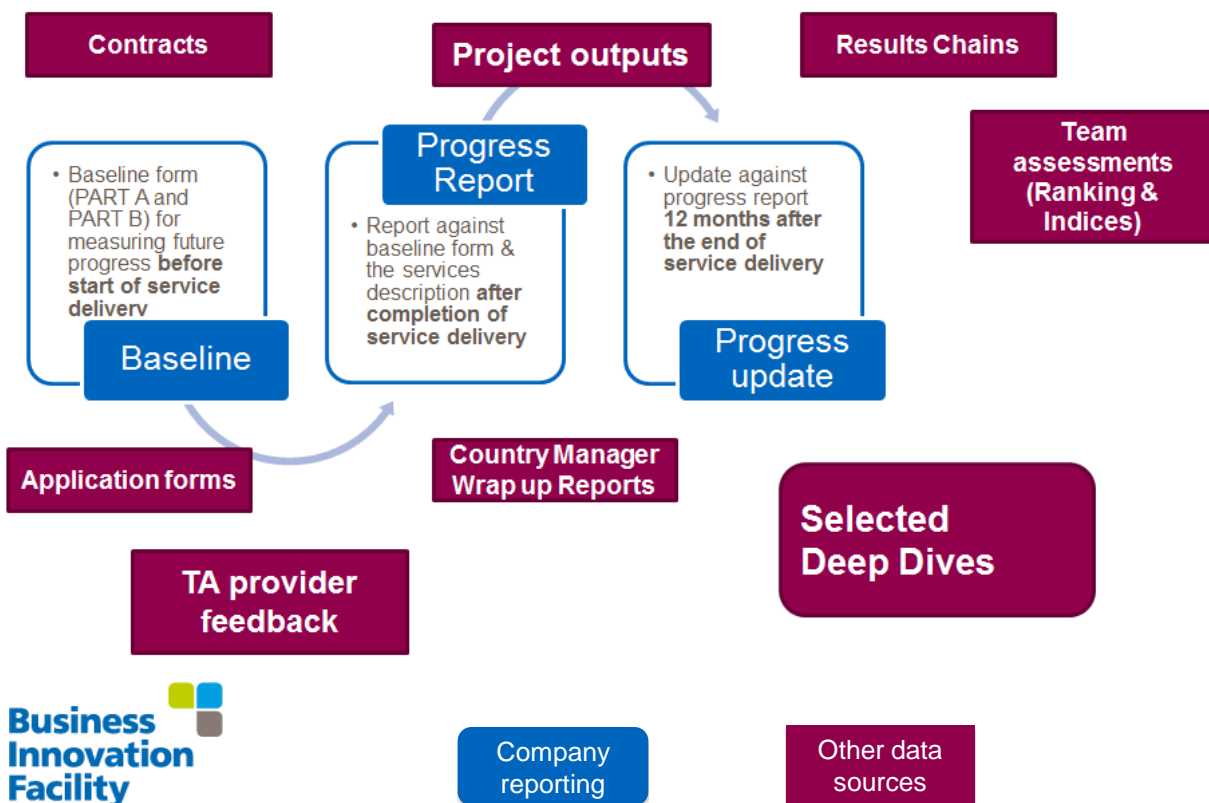 Contracts
Project outputs
Results Chains
Team
assessments
(Ranking &
Indices)
• Baseline form
(PART A and
PART B) for
measuring future
progress before
start of service
delivery
Baseline
Progress
Report
• Report against
baseline form &
the services
description after
completion of
service delivery
• Update against
progress report
12 months after
the end of
service delivery
Progress
update
Application forms
Country Manager
Wrap up Reports
Selected
Deep Dives
TA provider
feedback
Business
Innovation
Facility
Company
reporting
Other data
sources